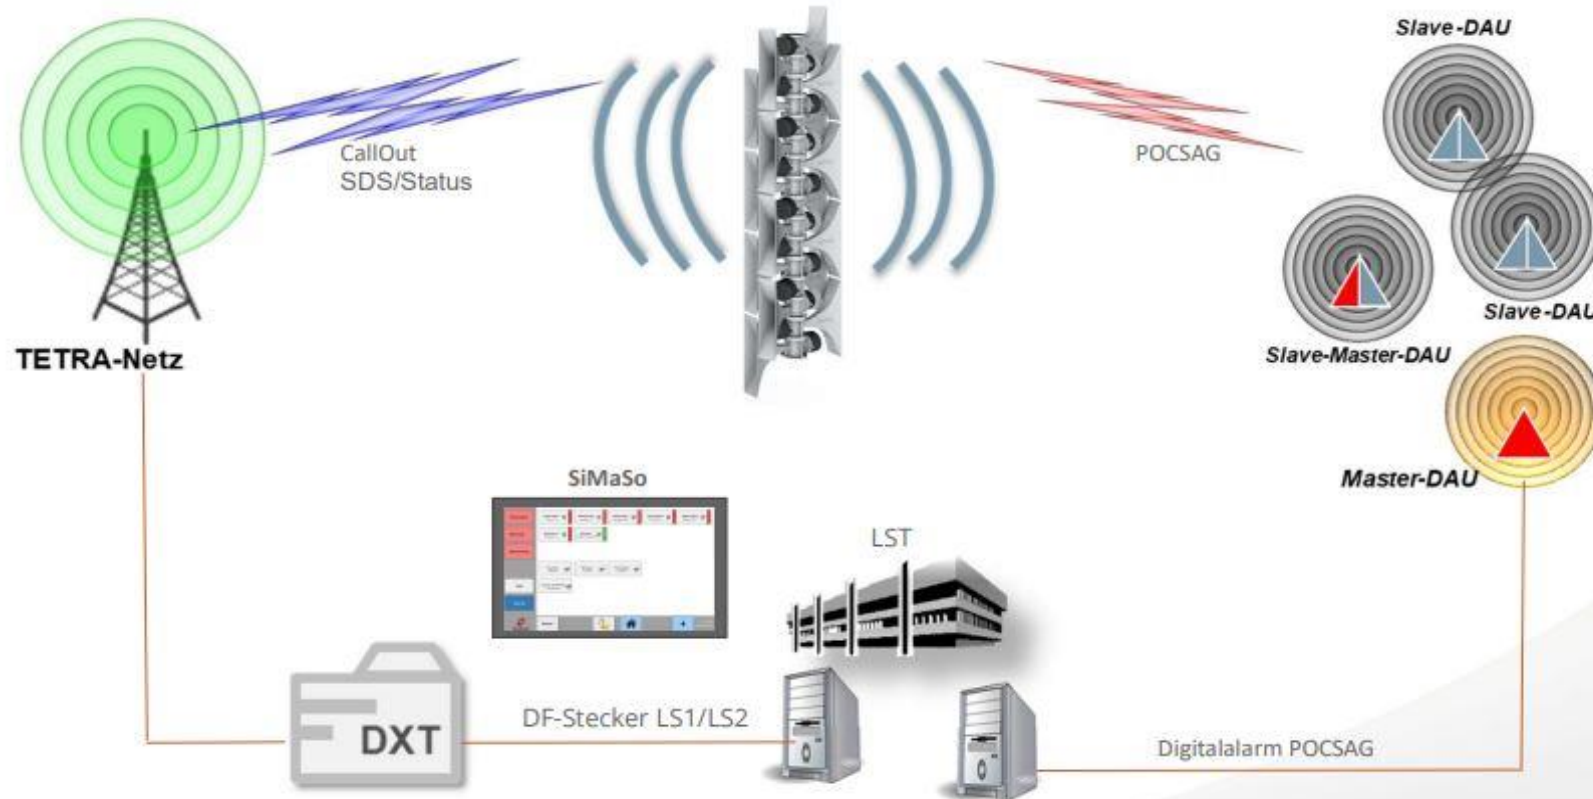 Slave-DAU
CallOut
SDS/Status
POCSAG
Slave-DAU
Slave-Master-DAU
TETRA-Netz
Master-DAU
SiMaSo
LST
DXT
DF-Stecker LS1/LS2
Digitalalarm POCSAG